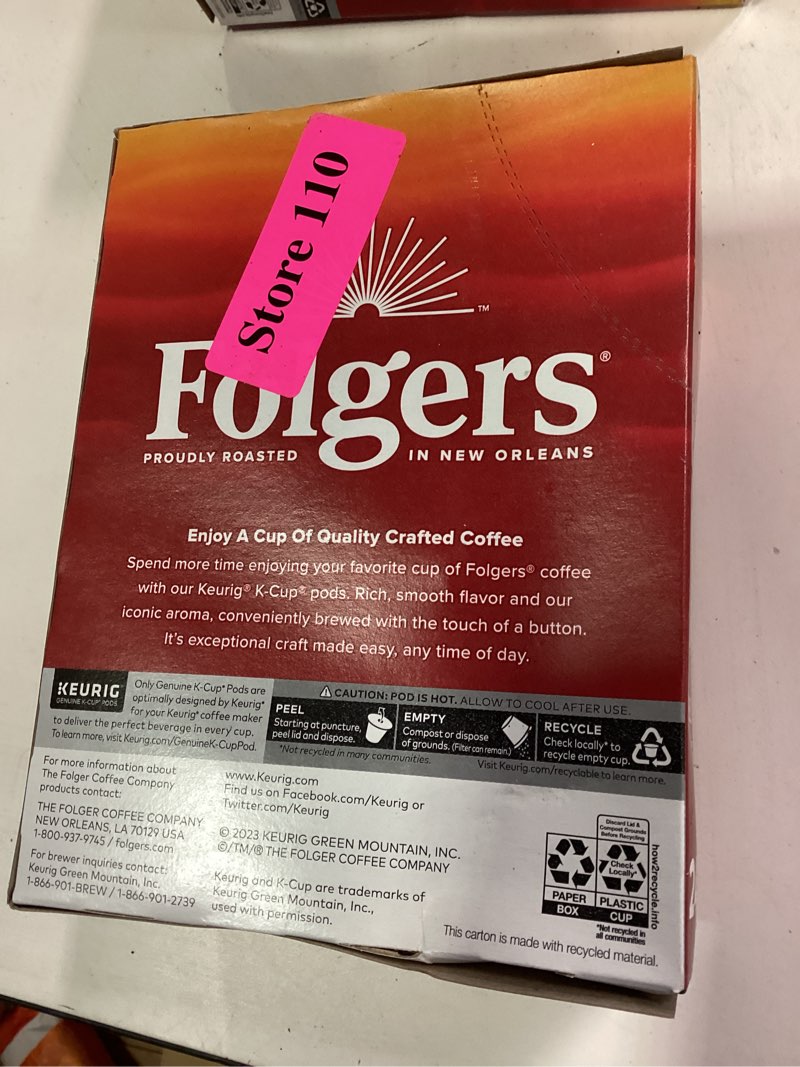 Store 110
™
Folgers®
PROUDLY ROASTED IN NEW ORLEANS
Enjoy A Cup Of Quality Crafted Coffee
Spend more time enjoying your favorite cup of Folgers® coffee
with our Keurig® K-Cup® pods. Rich, smooth flavor and our
iconic aroma, conveniently brewed with the touch of a button.
It's exceptional craft made easy, any time of day.
KEURIG
GENUINE K-CUP® PODS
Only Genuine K-Cup® Pods are
optimally designed by Keurig®
for your Keurig® coffee maker
to deliver the perfect beverage in every cup.
To learn more, visit Keurig.com/GenuineK-CupPod.
CAUTION: POD IS HOT. ALLOW TO COOL AFTER USE.
PEEL
Starting at puncture,
peel lid and dispose.
EMPTY
Compost or dispose
of grounds. (Filter can remain.)
RECYCLE
Check locally* to
recycle empty cup.
*Not recycled in many communities.
Visit Keurig.com/recyclable to learn more.
For more information about
The Folger Coffee Company
products contact:
THE FOLGER COFFEE COMPANY
NEW ORLEANS, LA 70129 USA
1-800-937-9745 / folgers.com
For brewer inquiries contact:
Keurig Green Mountain, Inc.
1-866-901-BREW / 1-866-901-2739
www.Keurig.com
Find us on Facebook.com/Keurig or
Twitter.com/Keurig
© 2023 KEURIG GREEN MOUNTAIN, INC.
©/TM/® THE FOLGER COFFEE COMPANY
Keurig and K-Cup are trademarks of
Keurig Green Mountain, Inc.,
used with permission.
Discard Lid &
Compost Grounds
Before Recycling
Check
Locally*
PAPER
BOX
PLASTIC
CUP
*Not recycled in
all communities
how2recycle.info
This carton is made with recycled material.